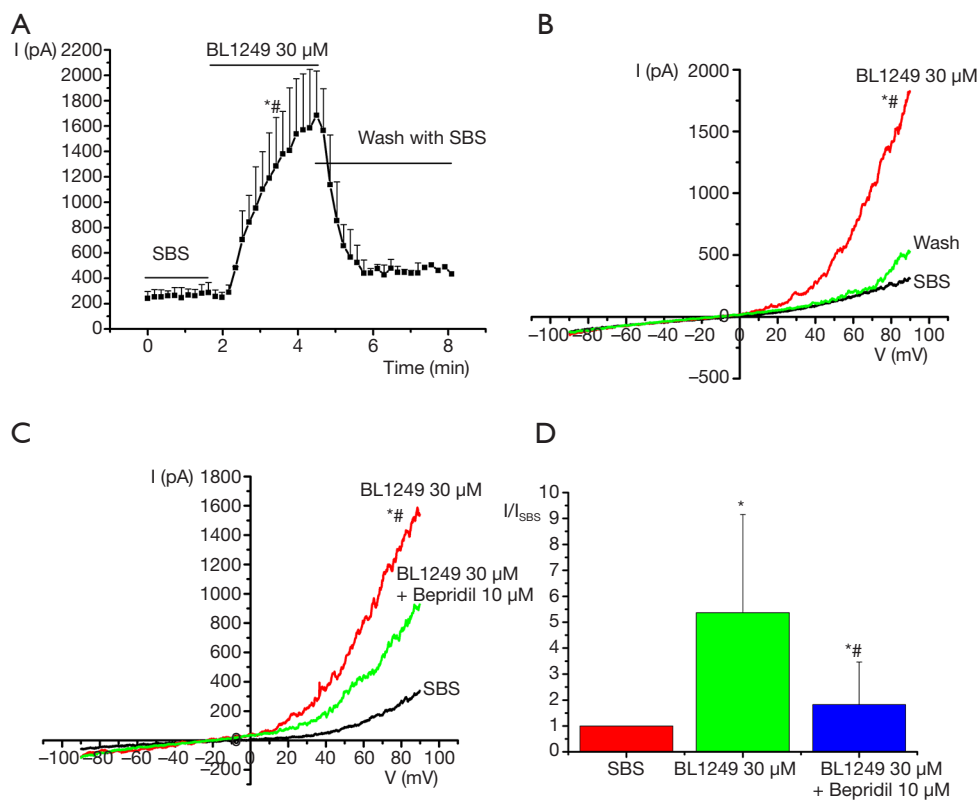 A
I (pA)
2200
2000
1800
1600
1400
1200
1000
800
600
400
200
0
BL1249 30 µM
*#
Wash with SBS
SBS
0 2 4 6 8
Time (min)
B
I (pA)
2000
1500
1000
500
−500
BL1249 30 µM
*#
Wash
SBS
−100 −80 −60 −40 −20 0 20 40 60 80 100
V (mV)
C
I (pA)
1800
1600
1400
1200
1000
800
600
400
200
0
−200
BL1249 30 µM
*#
BL1249 30 µM
+ Bepridil 10 µM
SBS
−100 −80 −60 −40 −20 0 20 40 60 80 100
V (mV)
D
I/ISBS
10
9
8
7
6
5
4
3
2
1
0
*
*#
SBS
BL1249 30 µM
BL1249 30 µM
+ Bepridil 10 µM